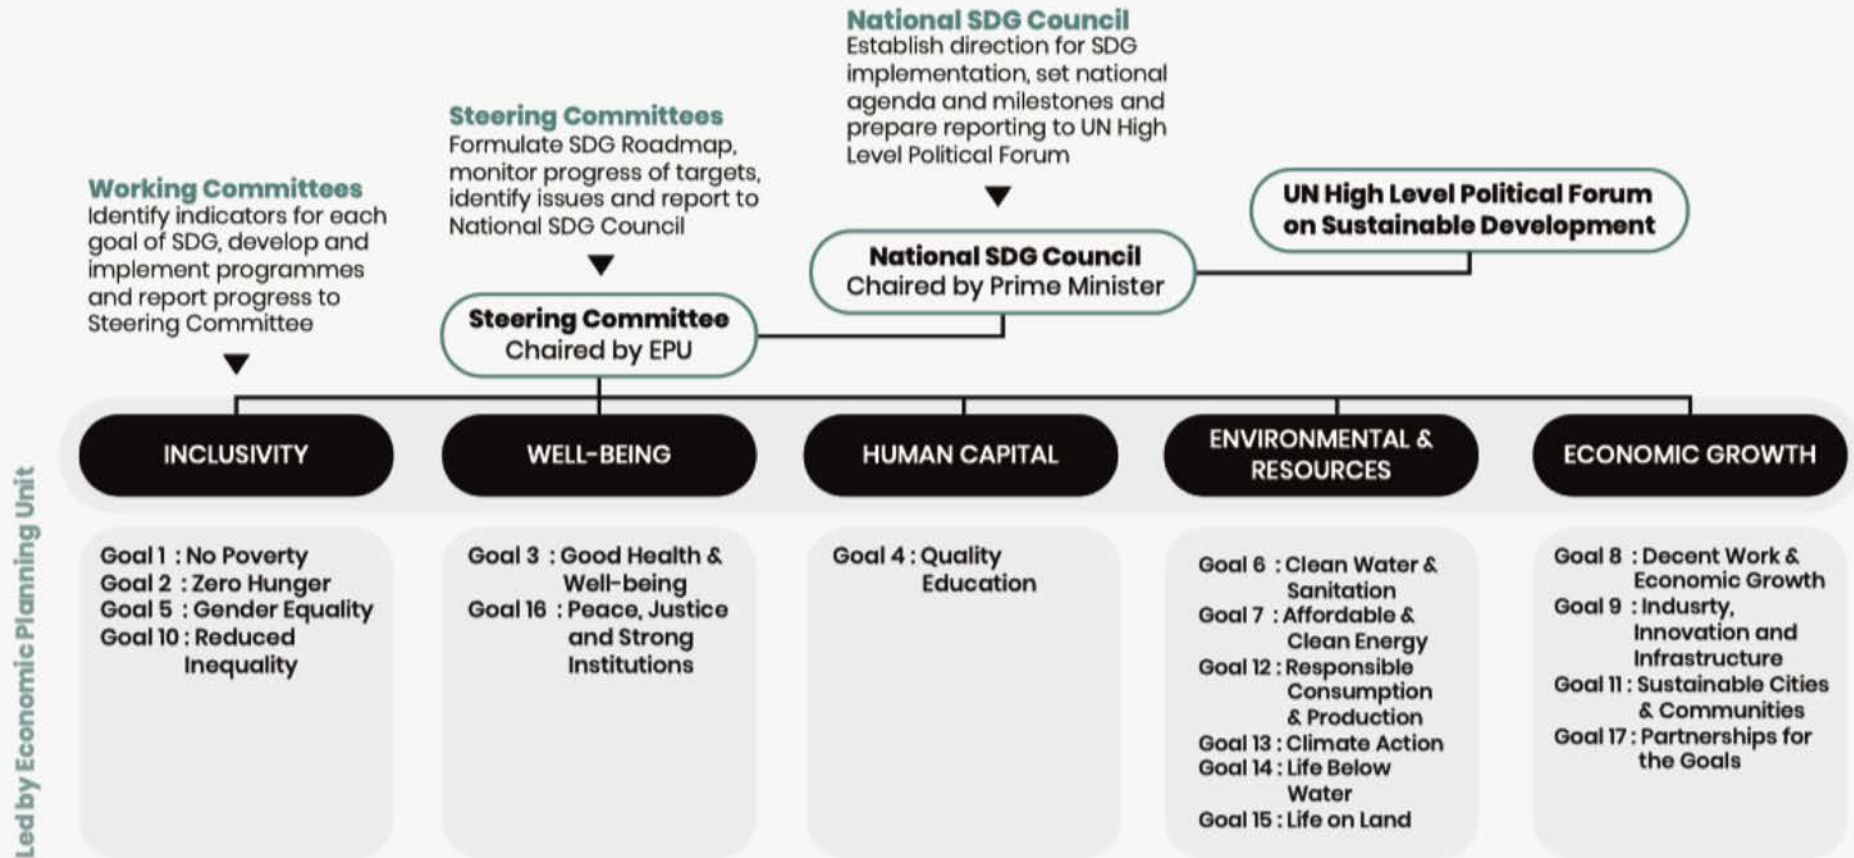 National SDG Council
Establish direction for SDG
implementation, set national
agenda and milestones and
prepare reporting to UN High
Level Political Forum
Steering Committees
Formulate SDG Roadmap,
monitor progress of targets,
identify issues and report to
National SDG Council
Working Committees
Identify indicators for each
goal of SDG, develop and
implement programmes
and report progress to
Steering Committee
UN High Level Political Forum
on Sustainable Development
National SDG Council
Chaired by Prime Minister
Steering Committee
Chaired by EPU
Led by Economic Planning Unit
INCLUSIVITY
Goal 1 : No Poverty
Goal 2 : Zero Hunger
Goal 5 : Gender Equality
Goal 10 : Reduced
Inequality
WELL-BEING
Goal 3 : Good Health &
Well-being
Goal 16 : Peace, Justice
and Strong
Institutions
HUMAN CAPITAL
Goal 4 : Quality
Education
ENVIRONMENTAL &
RESOURCES
Goal 6 : Clean Water &
Sanitation
Goal 7 : Affordable &
Clean Energy
Goal 12 : Responsible
Consumption
& Production
Goal 13 : Climate Action
Goal 14 : Life Below
Water
Goal 15 : Life on Land
ECONOMIC GROWTH
Goal 8 : Decent Work &
Economic Growth
Goal 9 : Indusrty,
Innovation and
Infrastructure
Goal 11 : Sustainable Cities
& Communities
Goal 17 : Partnerships for
the Goals